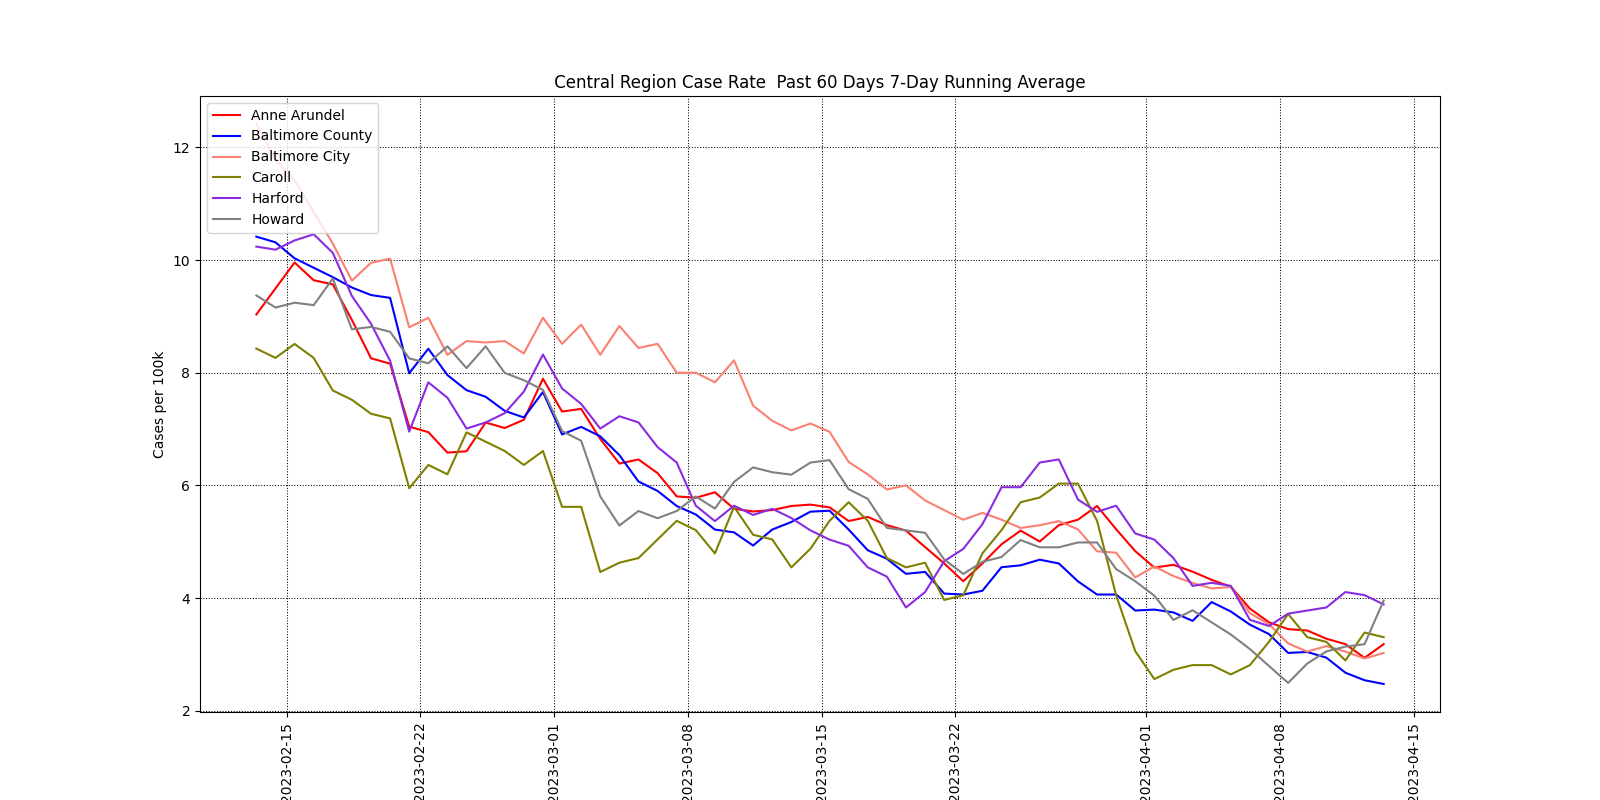 Central Region Case Rate  Past 60 Days 7-Day Running Average
Anne Arundel
Baltimore County
Baltimore City
Caroll
Harford
Howard
Cases per 100k
12
10
8
6
4
2
2023-02-15
2023-02-22
2023-03-01
2023-03-08
2023-03-15
2023-03-22
2023-04-01
2023-04-08
2023-04-15